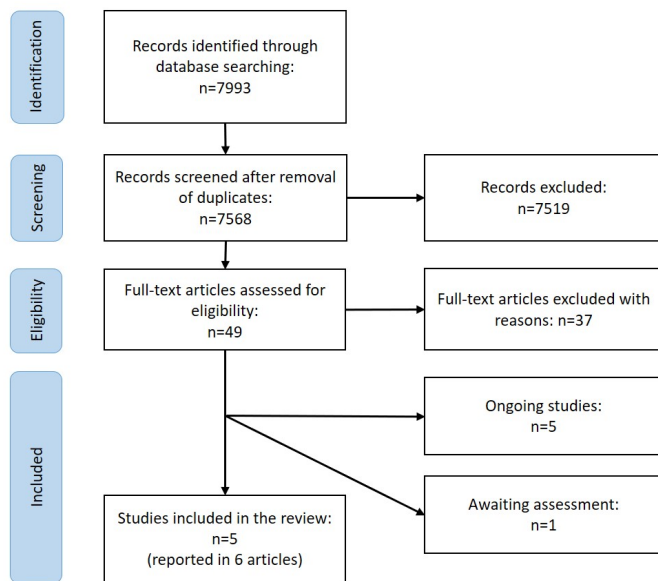 Identification
Records identified through
database searching:
n=7993
Screening
Records screened after removal
of duplicates:
n=7568
Records excluded:
n=7519
Eligibility
Full-text articles assessed for
eligibility:
n=49
Full-text articles excluded with
reasons: n=37
Included
Ongoing studies:
n=5
Awaiting assessment:
n=1
Studies included in the review:
n=5
(reported in 6 articles)